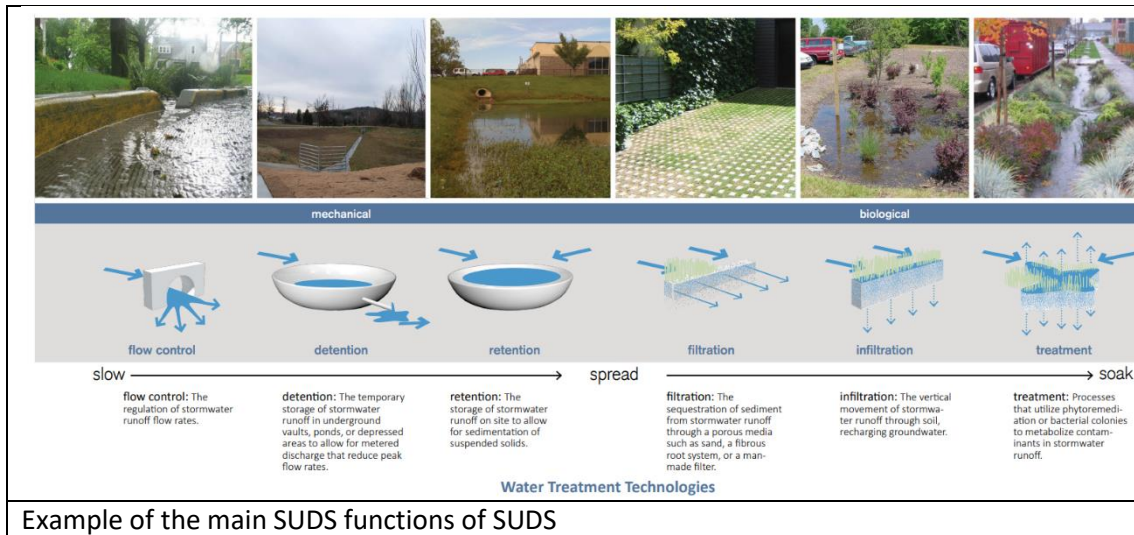 mechanical
biological
flow control
detention
retention
filtration
infiltration
treatment
slow
spread
soak
flow control: The
regulation of stormwater
runoff flow rates.
detention: The temporary
storage of stormwater
runoff in underground
vaults, ponds, or depressed
areas to allow for metered
discharge that reduce peak
flow rates.
retention: The
storage of stormwater
runoff on site to allow
for sedimentation of
suspended solids.
filtration: The
sequestration of sediment
from stormwater runoff
through a porous media
such as sand, a fibrous
root system, or a man-
made filter.
infiltration: The vertical
movement of stormwa-
ter runoff through soil,
recharging groundwater.
treatment: Processes
that utilize phytoremedi-
ation or bacterial colonies
to metabolize contam-
inants in stormwater
runoff.
Water Treatment Technologies
Example of the main SUDS functions of SUDS